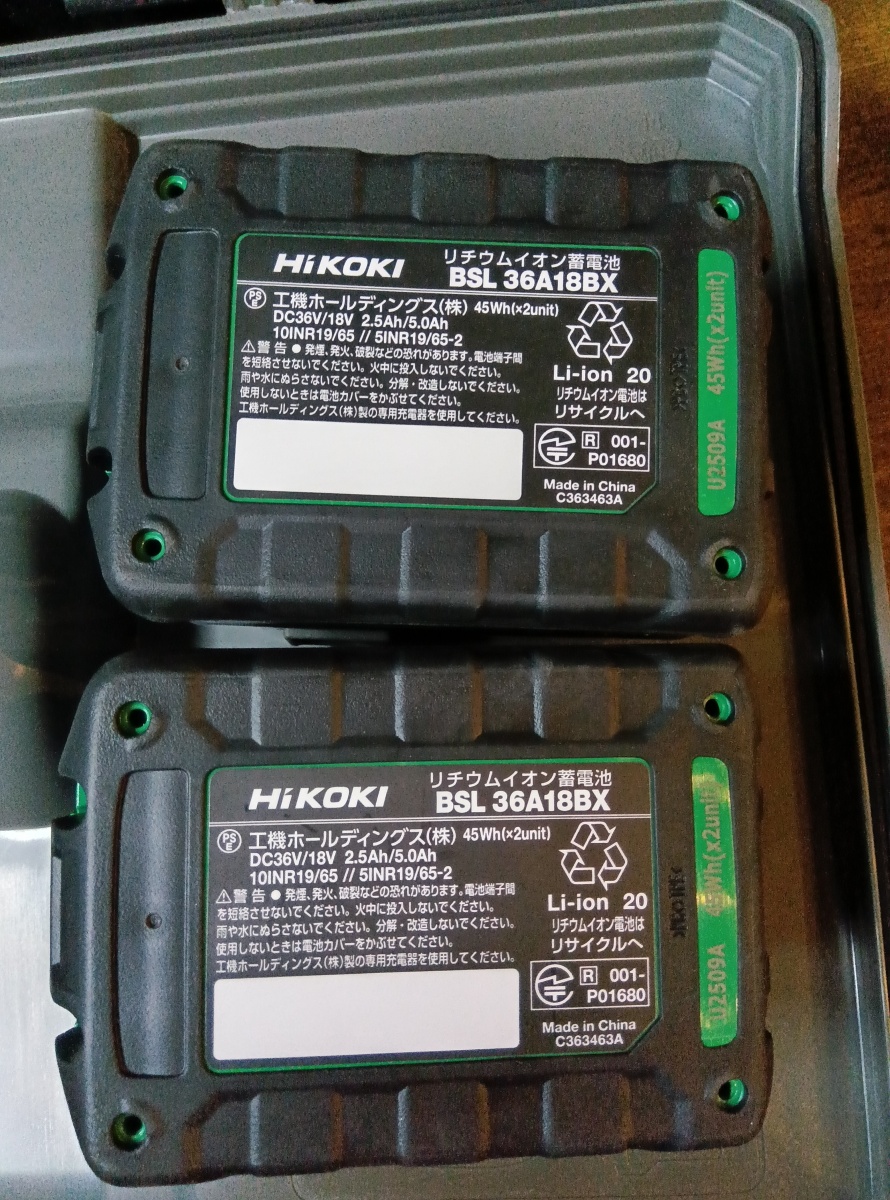 HiKOKI
リチウムイオン蓄電池
BSL 36A18BX
PSE
工機ホールディングス(株) 45Wh(×2unit)
DC36V/18V 2.5Ah/5.0Ah
10INR19/65 // 5INR19/65-2
⚠警告 ● 発煙、発火、破裂などの恐れがあります。電池端子間
を短絡させないでください。火中に投入しないでください。
雨や水にぬらさないでください。分解・改造しないでください。
使用しないときは電池カバーをかぶせてください。
工機ホールディングス(株)製の専用充電器を使用してください。
Li-ion 20
リチウムイオン電池は
リサイクルへ
R 001-
P01680
Made in China
C363463A
U2509A 45Wh(x2unit)
HiKOKI
リチウムイオン蓄電池
BSL 36A18BX
PSE
工機ホールディングス(株) 45Wh(×2unit)
DC36V/18V 2.5Ah/5.0Ah
10INR19/65 // 5INR19/65-2
⚠警告 ● 発煙、発火、破裂などの恐れがあります。電池端子間
を短絡させないでください。火中に投入しないでください。
雨や水にぬらさないでください。分解・改造しないでください。
使用しないときは電池カバーをかぶせてください。
工機ホールディングス(株)製の専用充電器を使用してください。
Li-ion 20
リチウムイオン電池は
リサイクルへ
R 001-
P01680
Made in China
C363463A
U2509A 45Wh(x2unit)